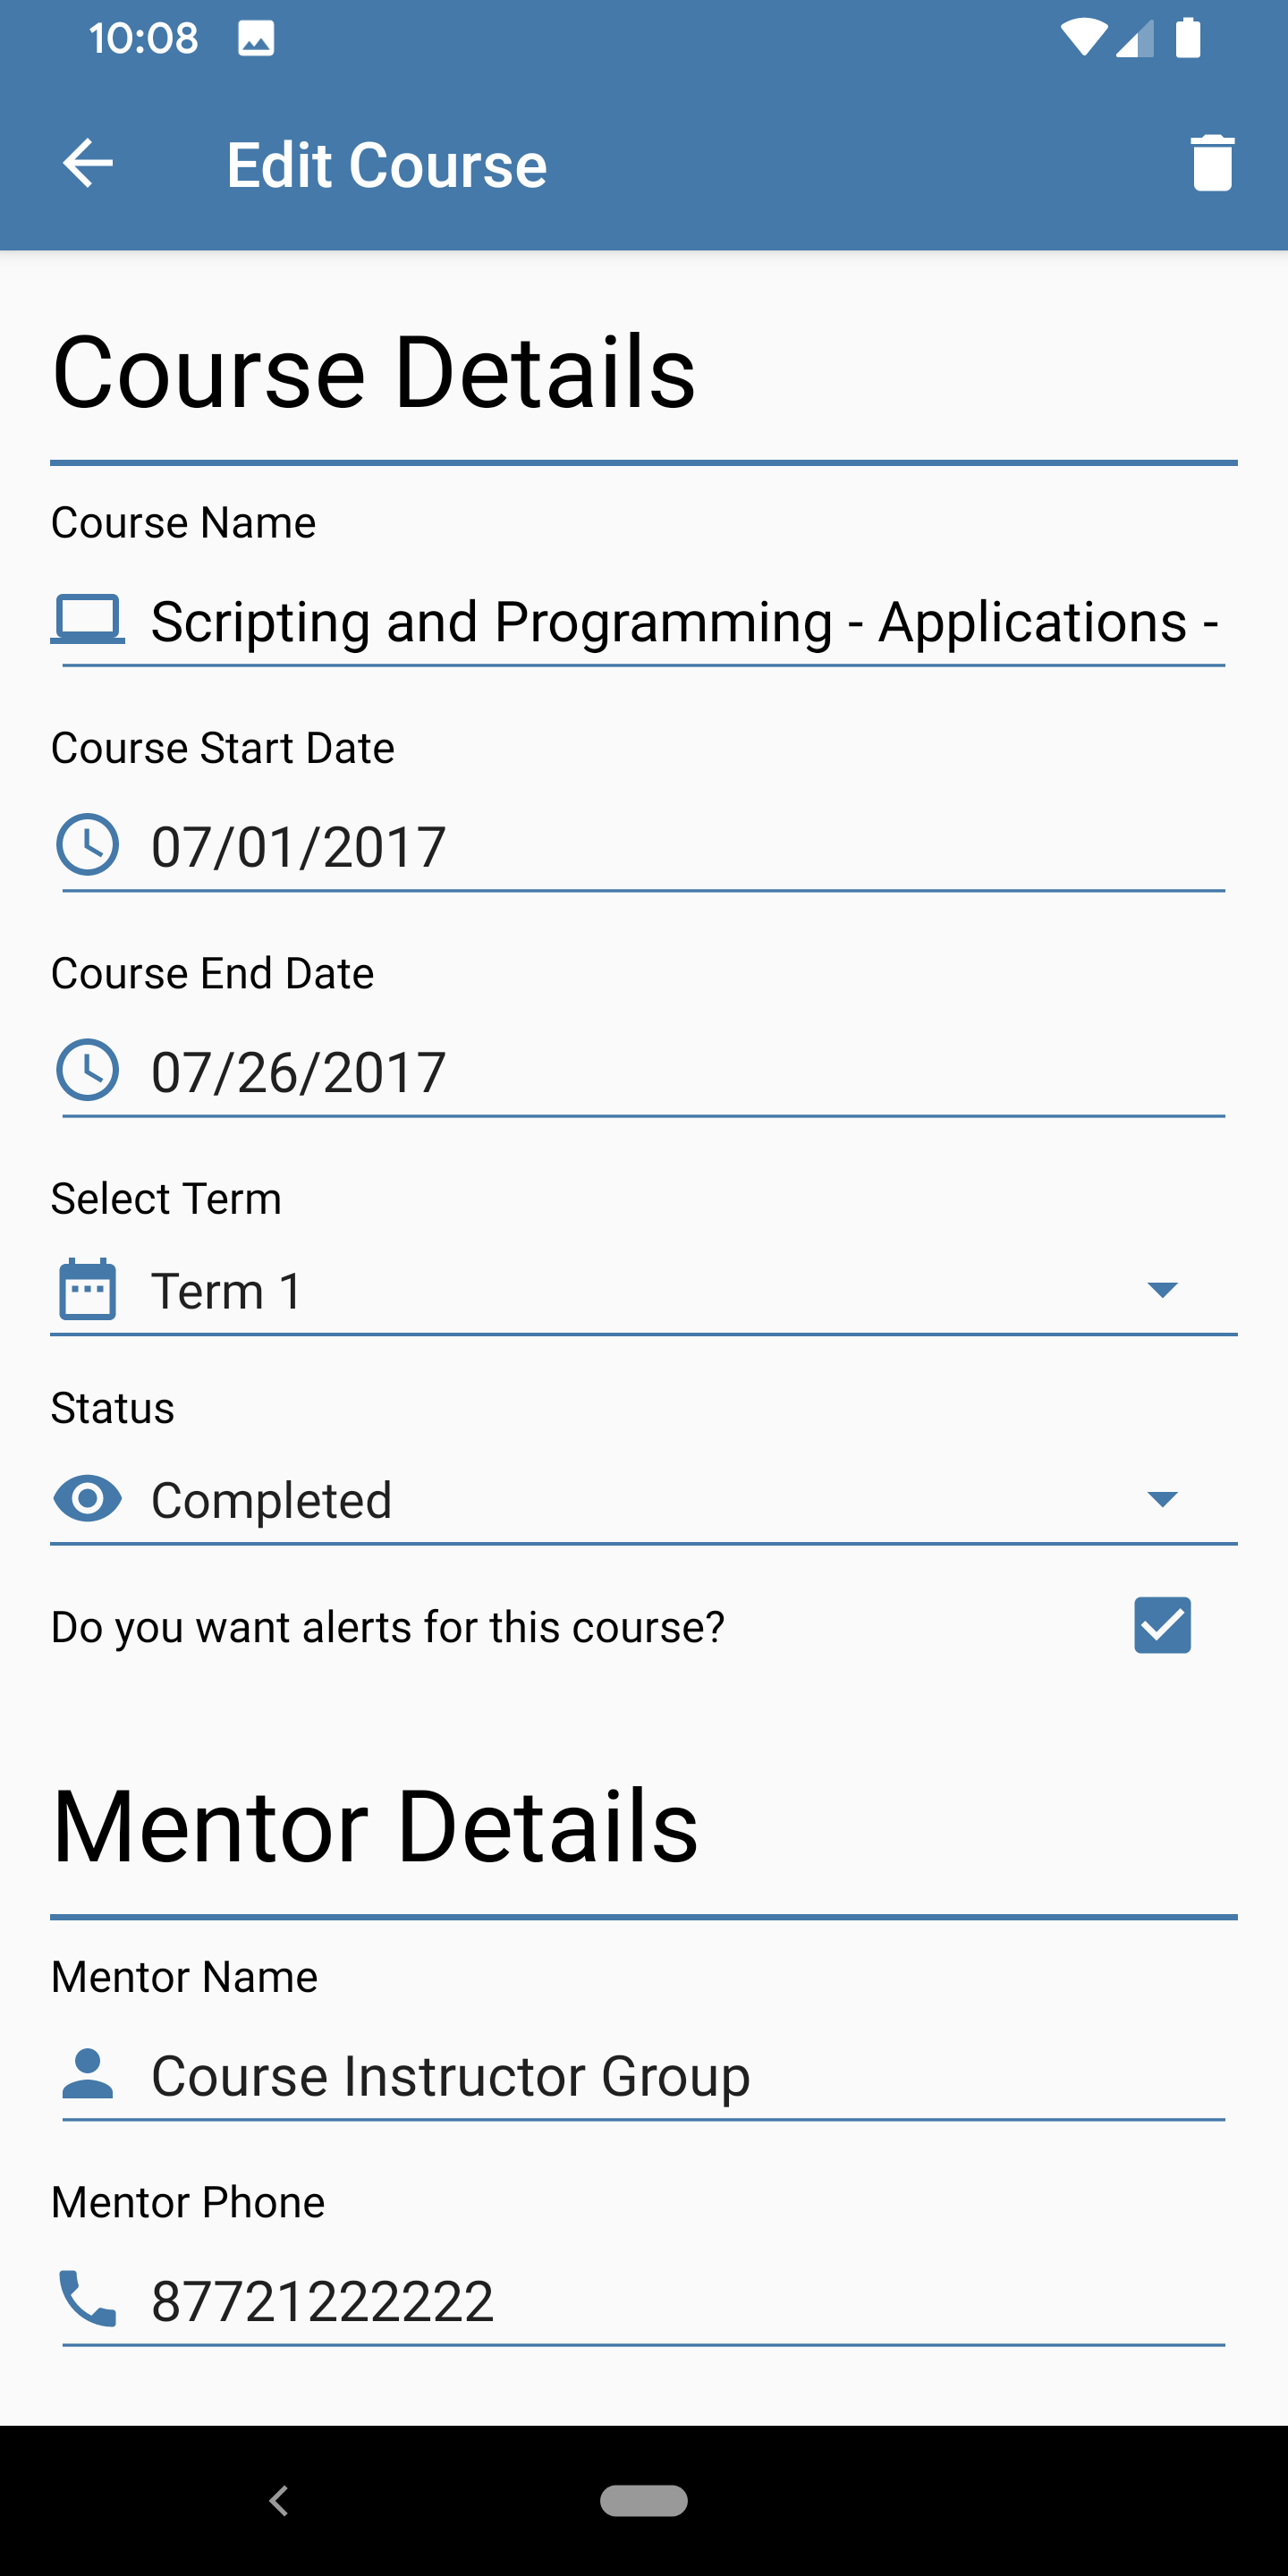 10:08
Edit Course
Course Details
Course Name
Scripting and Programming - Applications -
Course Start Date
07/01/2017
Course End Date
07/26/2017
Select Term
Term 1
Status
Completed
Do you want alerts for this course?
Mentor Details
Mentor Name
Course Instructor Group
Mentor Phone
87721222222